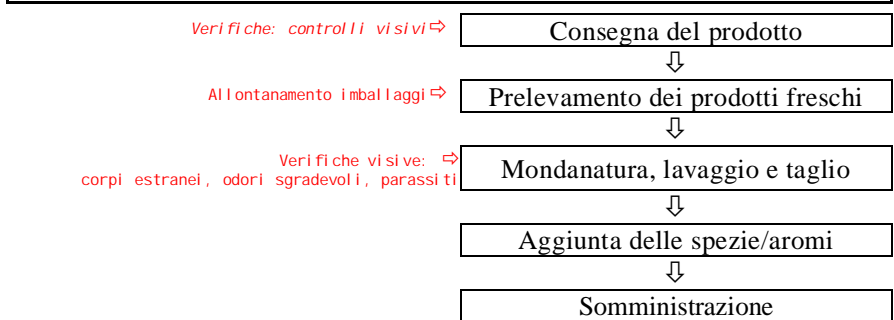 Verifiche: controlli visivi⇨ Consegna del prodotto
⇩
Allontanamento imballaggi⇨ Prelevamento dei prodotti freschi
⇩
Verifiche visive: ⇨
corpi estranei, odori sgradevoli, parassiti
Mondanatura, lavaggio e taglio
⇩
Aggiunta delle spezie/aromi
⇩
Somministrazione